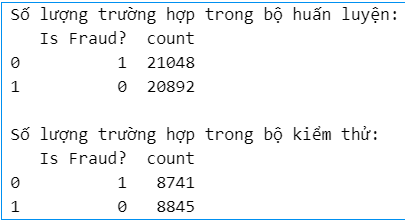 Số lượng trường hợp trong bộ huấn luyện:
Is Fraud? count
0 1 21048
1 0 20892
Số lượng trường hợp trong bộ kiểm thử:
Is Fraud? count
0 1 8741
1 0 8845